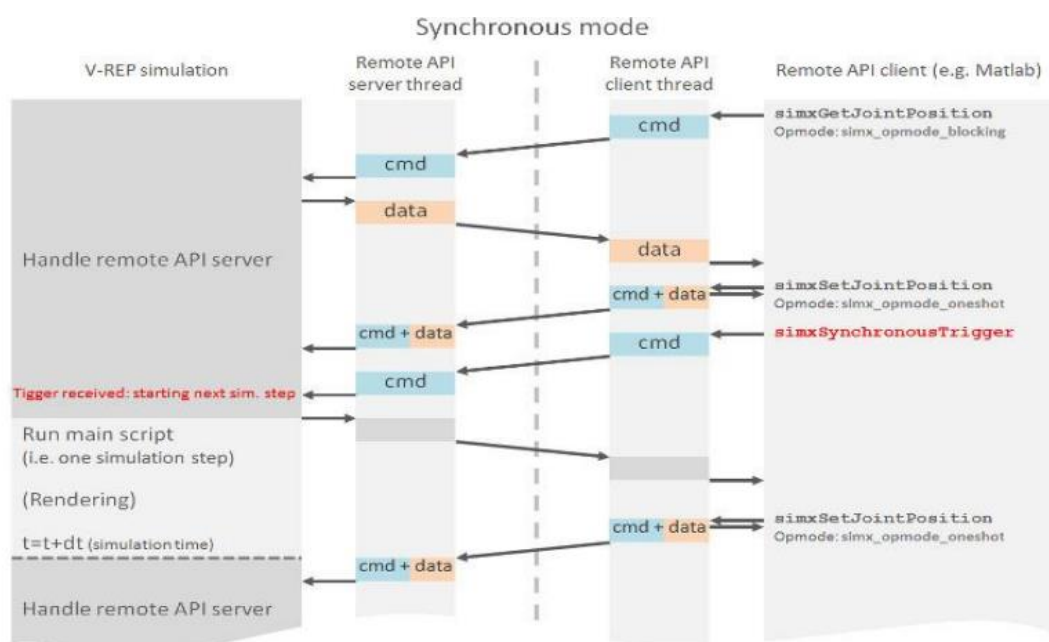 Synchronous mode
V-REP simulation
Remote API
server thread
Remote API
client thread
Remote API client (e.g. Matlab)
simxGetJointPosition
Opmode: simx_opmode_blocking
cmd
cmd
data
Handle remote API server
data
simxSetJointPosition
Opmode: simx_opmode_oneshot
cmd + data
cmd + data
simxSynchronousTrigger
cmd
cmd
Tigger received: starting next sim. step
Run main script
(i.e. one simulation step)
(Rendering)
simxSetJointPosition
Opmode: simx_opmode_oneshot
cmd + data
t=t+dt (simulation time)
cmd + data
Handle remote API server